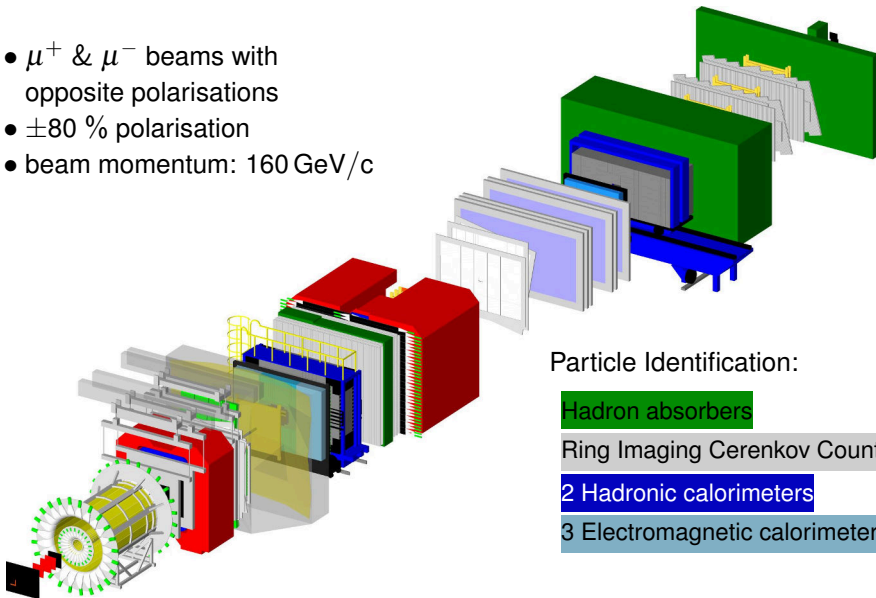 • μ⁺ & μ⁻ beams with
opposite polarisations
• ±80 % polarisation
• beam momentum: 160 GeV/c
Particle Identification:
Hadron absorbers
Ring Imaging Cerenkov Count
2 Hadronic calorimeters
3 Electromagnetic calorimeter